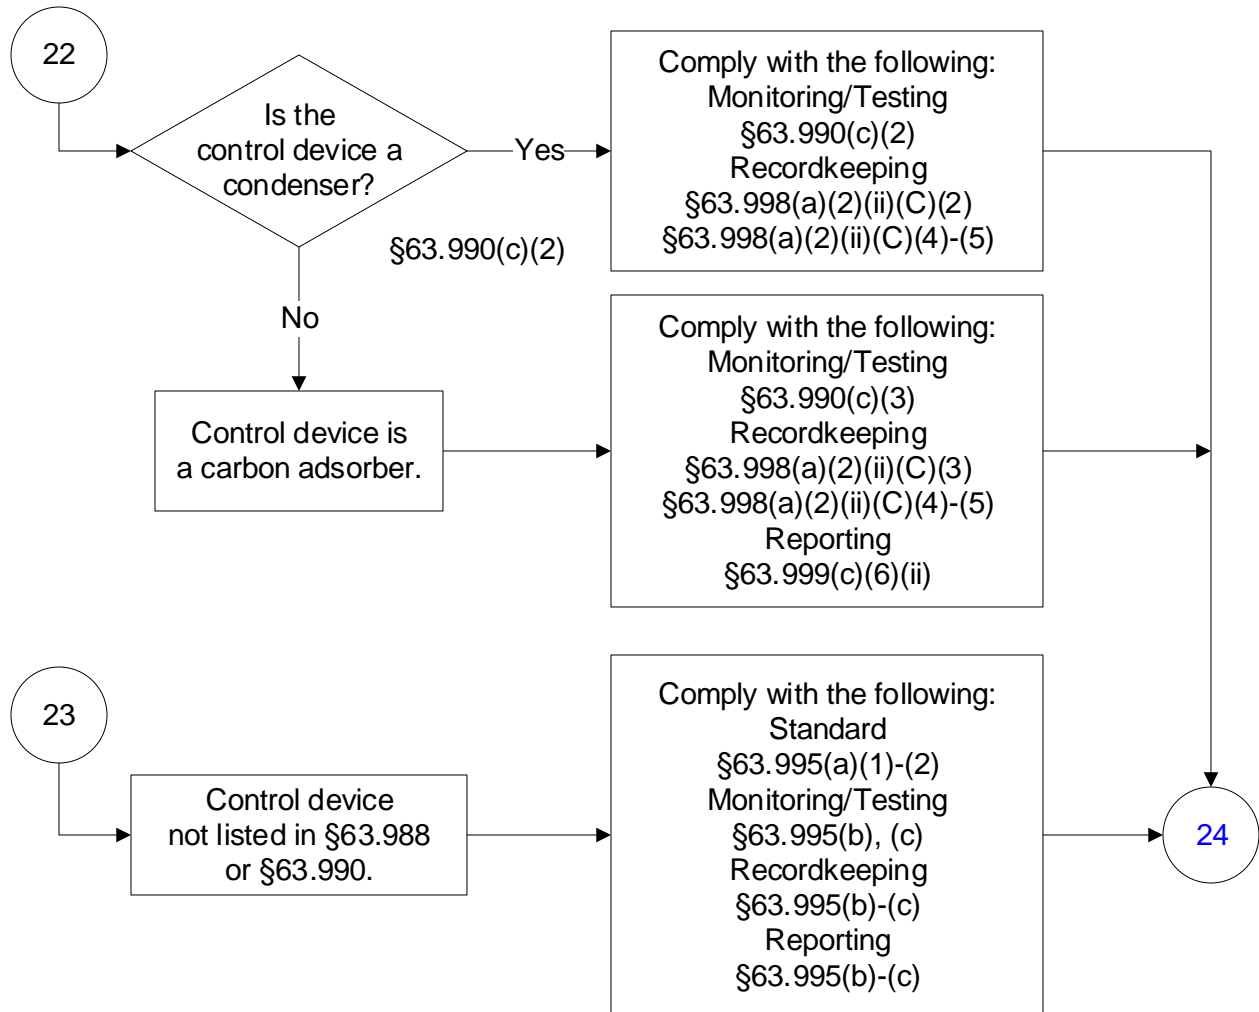 22
Is the
control device a
condenser?
Yes
§63.990(c)(2)
No
Comply with the following:
Monitoring/Testing
§63.990(c)(2)
Recordkeeping
§63.998(a)(2)(ii)(C)(2)
§63.998(a)(2)(ii)(C)(4)-(5)
Control device is
a carbon adsorber.
Comply with the following:
Monitoring/Testing
§63.990(c)(3)
Recordkeeping
§63.998(a)(2)(ii)(C)(3)
§63.998(a)(2)(ii)(C)(4)-(5)
Reporting
§63.999(c)(6)(ii)
23
Control device
not listed in §63.988
or §63.990.
Comply with the following:
Standard
§63.995(a)(1)-(2)
Monitoring/Testing
§63.995(b), (c)
Recordkeeping
§63.995(b)-(c)
Reporting
§63.995(b)-(c)
24